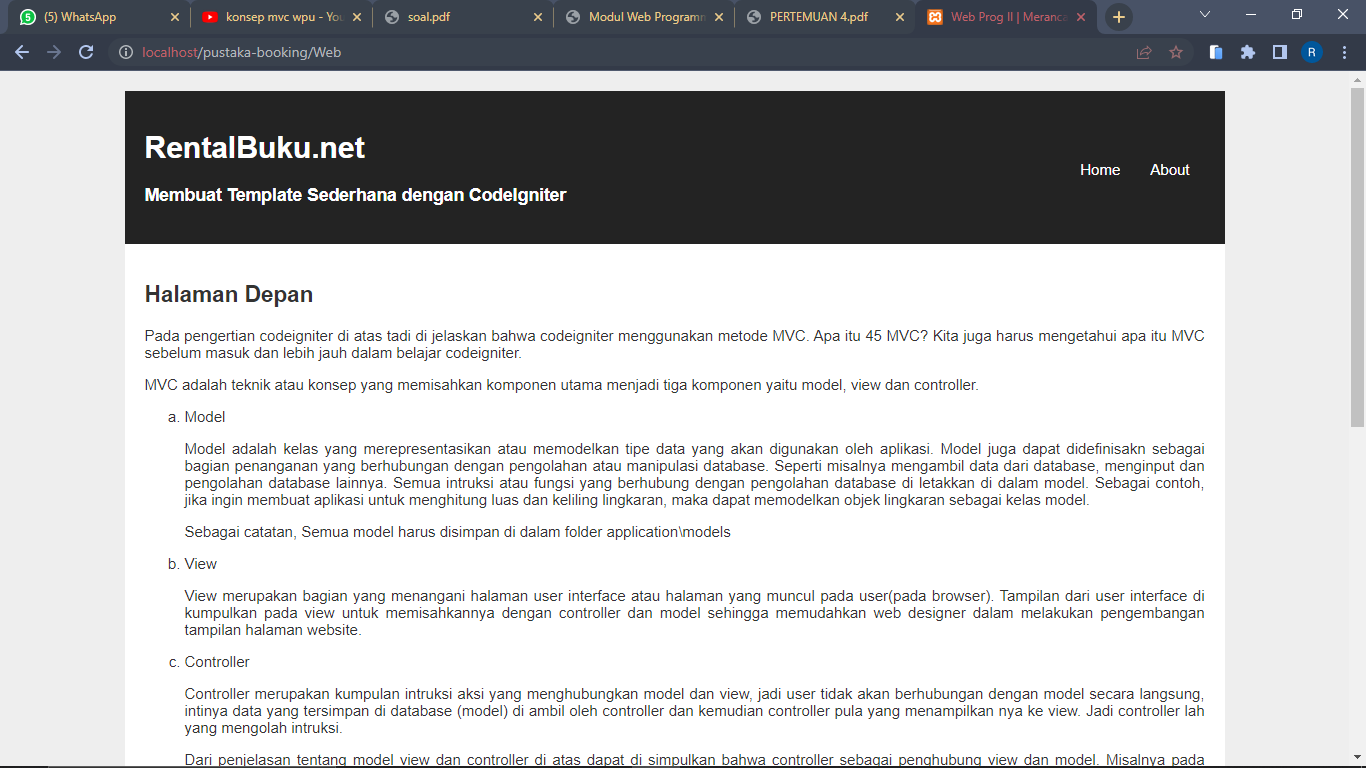 (5) WhatsApp
konsep mvc wpu - You
soal.pdf
Modul Web Programm
PERTEMUAN 4.pdf
Web Prog II | Meranca
localhost/pustaka-booking/Web
R
RentalBuku.net
Membuat Template Sederhana dengan CodeIgniter
Home About
Halaman Depan
Pada pengertian codeigniter di atas tadi di jelaskan bahwa codeigniter menggunakan metode MVC. Apa itu 45 MVC? Kita juga harus mengetahui apa itu MVC
sebelum masuk dan lebih jauh dalam belajar codeigniter.
MVC adalah teknik atau konsep yang memisahkan komponen utama menjadi tiga komponen yaitu model, view dan controller.
a. Model
Model adalah kelas yang merepresentasikan atau memodelkan tipe data yang akan digunakan oleh aplikasi. Model juga dapat didefinisakn sebagai
bagian penanganan yang berhubungan dengan pengolahan atau manipulasi database. Seperti misalnya mengambil data dari database, menginput dan
pengolahan database lainnya. Semua intruksi atau fungsi yang berhubung dengan pengolahan database di letakkan di dalam model. Sebagai contoh,
jika ingin membuat aplikasi untuk menghitung luas dan keliling lingkaran, maka dapat memodelkan objek lingkaran sebagai kelas model.
Sebagai catatan, Semua model harus disimpan di dalam folder application\models
b. View
View merupakan bagian yang menangani halaman user interface atau halaman yang muncul pada user(pada browser). Tampilan dari user interface di
kumpulkan pada view untuk memisahkannya dengan controller dan model sehingga memudahkan web designer dalam melakukan pengembangan
tampilan halaman website.
c. Controller
Controller merupakan kumpulan intruksi aksi yang menghubungkan model dan view, jadi user tidak akan berhubungan dengan model secara langsung,
intinya data yang tersimpan di database (model) di ambil oleh controller dan kemudian controller pula yang menampilkan nya ke view. Jadi controller lah
yang mengolah intruksi.
Dari penjelasan tentang model view dan controller di atas dapat di simpulkan bahwa controller sebagai penghubung view dan model. Misalnya pada